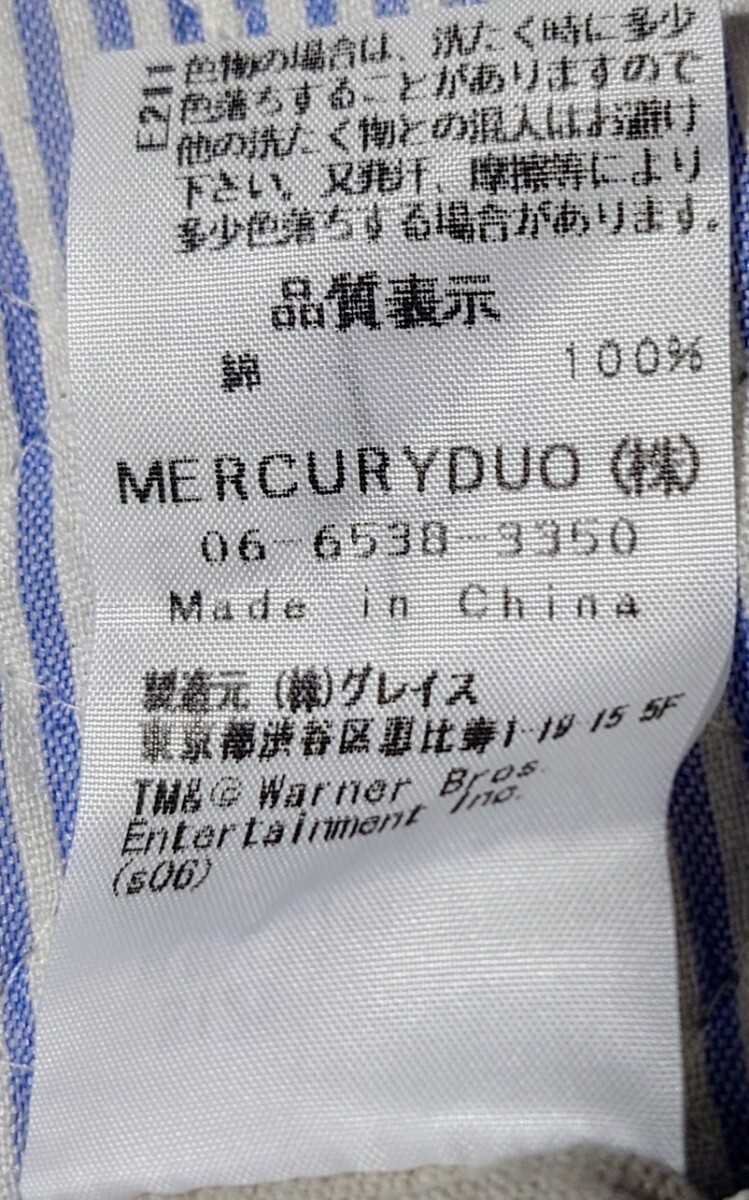 E211
色物の場合は、洗たく時に多少
色落ちすることがありますので
他の洗たく物との混入はお避け
下さい。又発汗、摩擦等により
多少色落ちする場合があります。
品質表示
綿 100%
MERCURYDUO (株)
06-6538-3350
Made in China
製造元 (株)グレイス
東京都渋谷区恵比寿1-19-15 5F
TM&© Warner Bros.
Entertainment Inc.
(s06)